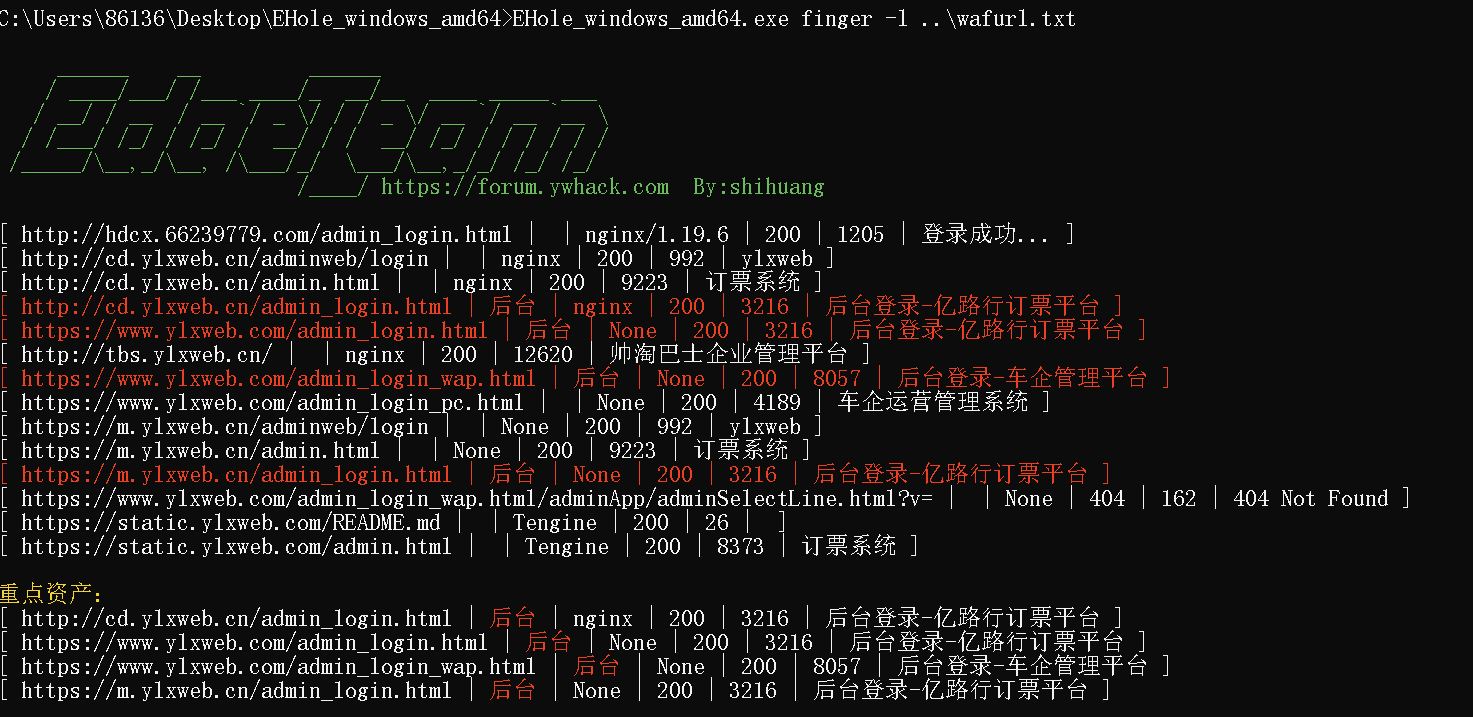 C:\Users\86136\Desktop\EHole_windows_amd64>EHole_windows_amd64.exe finger -l ..\wafurl.txt
EdgeTeam
https://forum.ywhack.com  By:shihuang
[ http://hdcx.66239779.com/admin_login.html |  | nginx/1.19.6 | 200 | 1205 | 登录成功... ]
[ http://cd.ylxweb.cn/adminweb/login |  | nginx | 200 | 992 | ylxweb ]
[ http://cd.ylxweb.cn/admin.html |  | nginx | 200 | 9223 | 订票系统 ]
[ http://cd.ylxweb.cn/admin_login.html | 后台 | nginx | 200 | 3216 | 后台登录-亿路行订票平台 ]
[ https://www.ylxweb.com/admin_login.html | 后台 | None | 200 | 3216 | 后台登录-亿路行订票平台 ]
[ http://tbs.ylxweb.cn/ |  | nginx | 200 | 12620 | 帅淘巴士企业管理平台 ]
[ https://www.ylxweb.com/admin_login_wap.html | 后台 | None | 200 | 8057 | 后台登录-车企管理平台 ]
[ https://www.ylxweb.com/admin_login_pc.html |  | None | 200 | 4189 | 车企运营管理系统 ]
[ https://m.ylxweb.cn/adminweb/login |  | None | 200 | 992 | ylxweb ]
[ https://m.ylxweb.cn/admin.html |  | None | 200 | 9223 | 订票系统 ]
[ https://m.ylxweb.cn/admin_login.html | 后台 | None | 200 | 3216 | 后台登录-亿路行订票平台 ]
[ https://www.ylxweb.com/admin_login_wap.html/adminApp/adminSelectLine.html?v= |  | None | 404 | 162 | 404 Not Found ]
[ https://static.ylxweb.com/README.md |  | Tengine | 200 | 26 |  ]
[ https://static.ylxweb.com/admin.html |  | Tengine | 200 | 8373 | 订票系统 ]
重点资产：
[ http://cd.ylxweb.cn/admin_login.html | 后台 | nginx | 200 | 3216 | 后台登录-亿路行订票平台 ]
[ https://www.ylxweb.com/admin_login.html | 后台 | None | 200 | 3216 | 后台登录-亿路行订票平台 ]
[ https://www.ylxweb.com/admin_login_wap.html | 后台 | None | 200 | 8057 | 后台登录-车企管理平台 ]
[ https://m.ylxweb.cn/admin_login.html | 后台 | None | 200 | 3216 | 后台登录-亿路行订票平台 ]